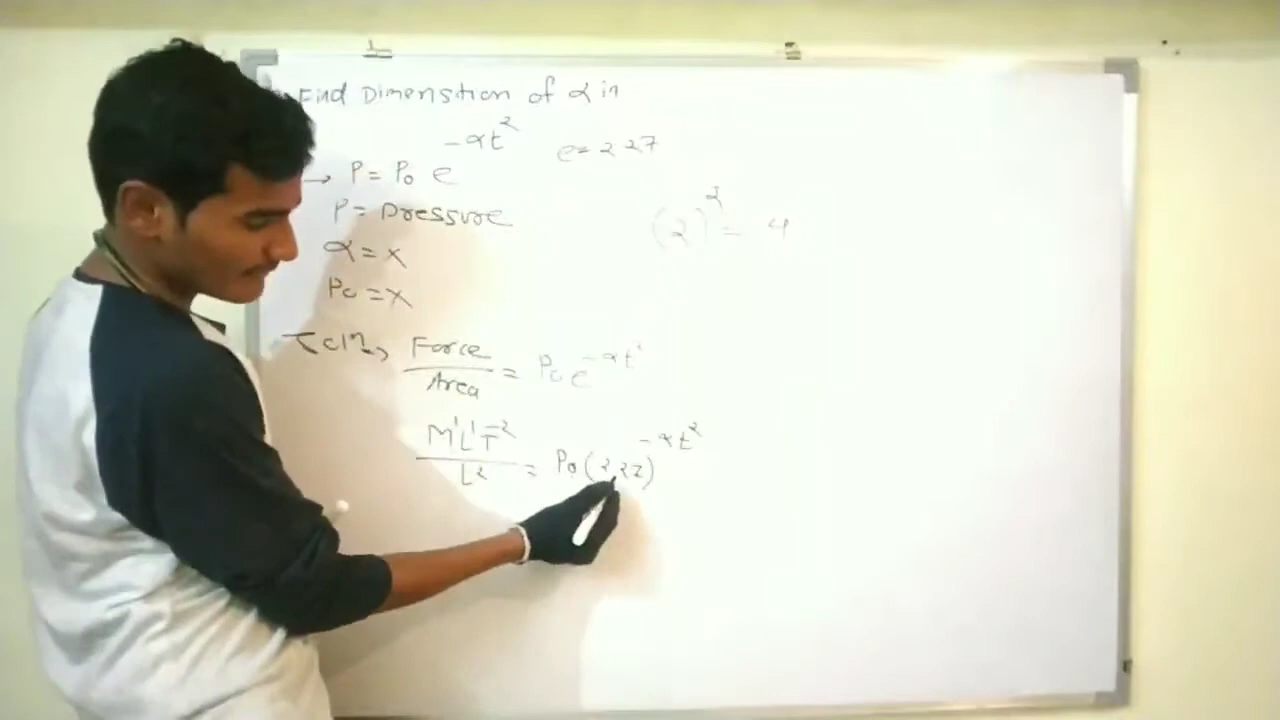 Find Dimenstion of α in
→ P = P₀ e^-αt² e = 2.27
P = Pressure (2)² = 4
α = x
P₀ = x
Force/Area = P₀ e^-αt²
M¹L¹T⁻²/L² = P₀ (2.27)^-αt²